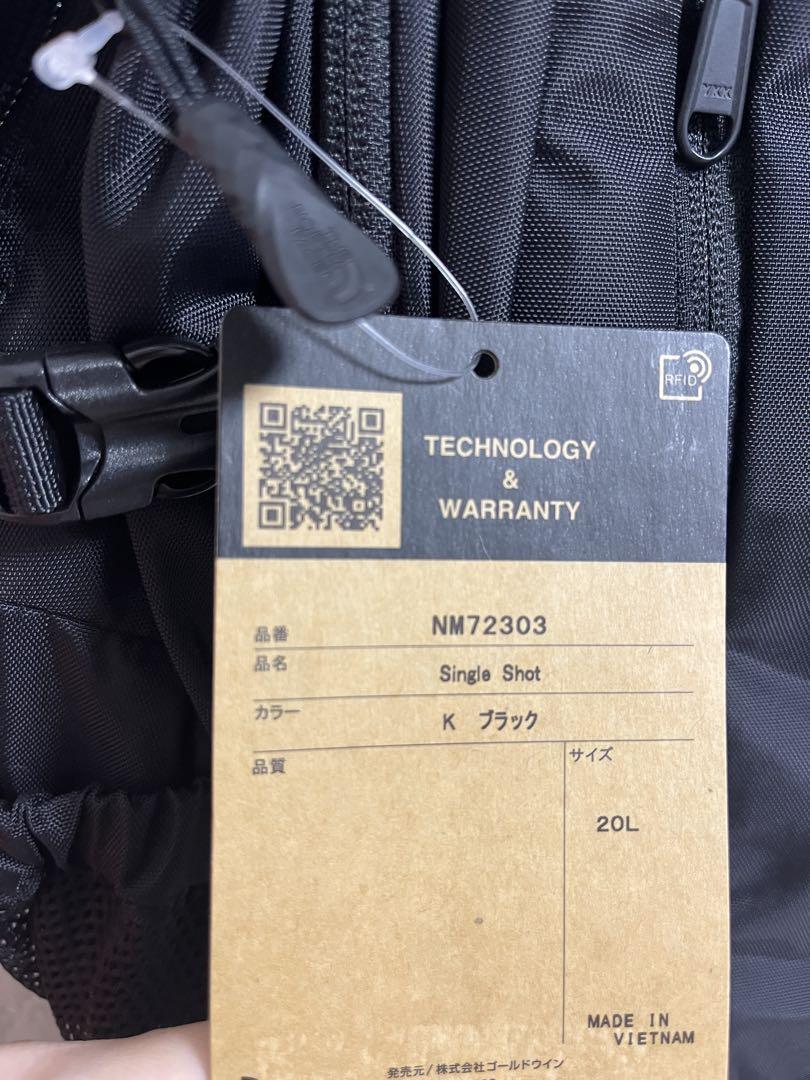 YKK
RFID
TECHNOLOGY
&
WARRANTY
品番 NM72303
品名 Single Shot
カラー K ブラック
品質
サイズ
20L
MADE IN
VIETNAM
発売元/株式会社ゴールドウイン